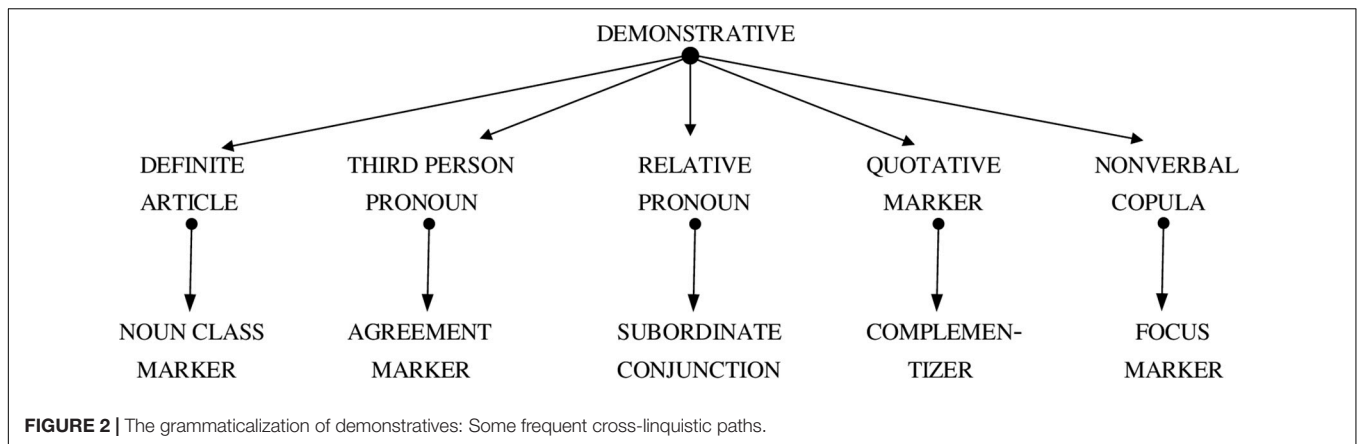 DEMONSTRATIVE
DEFINITE ARTICLE
THIRD PERSON PRONOUN
RELATIVE PRONOUN
QUOTATIVE MARKER
NONVERBAL COPULA
NOUN CLASS MARKER
AGREEMENT MARKER
SUBORDINATE CONJUNCTION
COMPLEMEN-
TIZER
FOCUS MARKER
FIGURE 2 | The grammaticalization of demonstratives: Some frequent cross-linquistic paths.